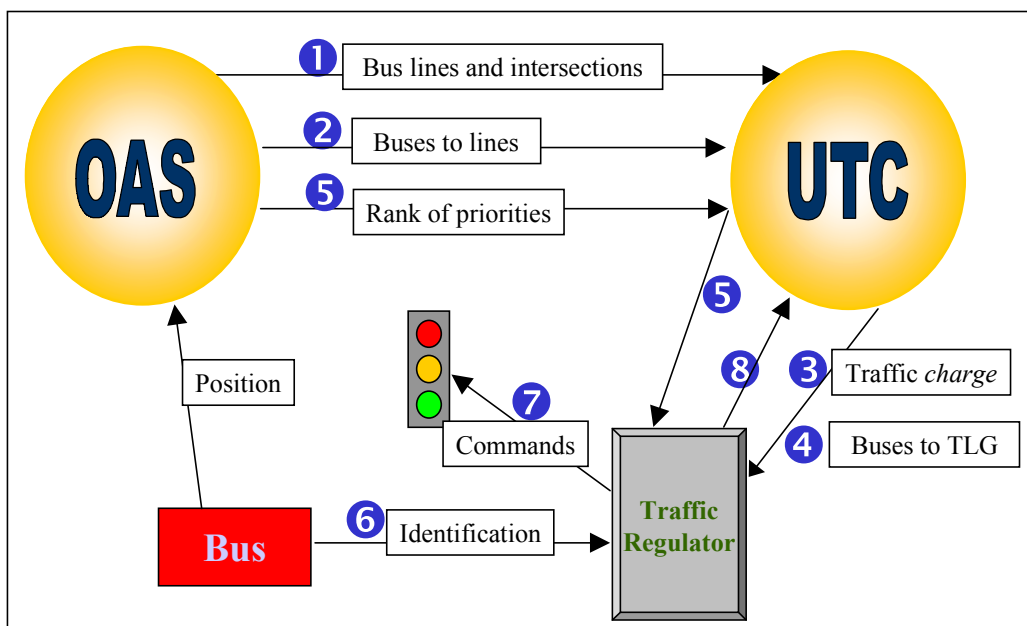 1 Bus lines and intersections
OAS
UTC
2 Buses to lines
5 Rank of priorities
5
Position
8
3 Traffic charge
7
Commands
4 Buses to TLG
6 Identification
Bus
Traffic
Regulator